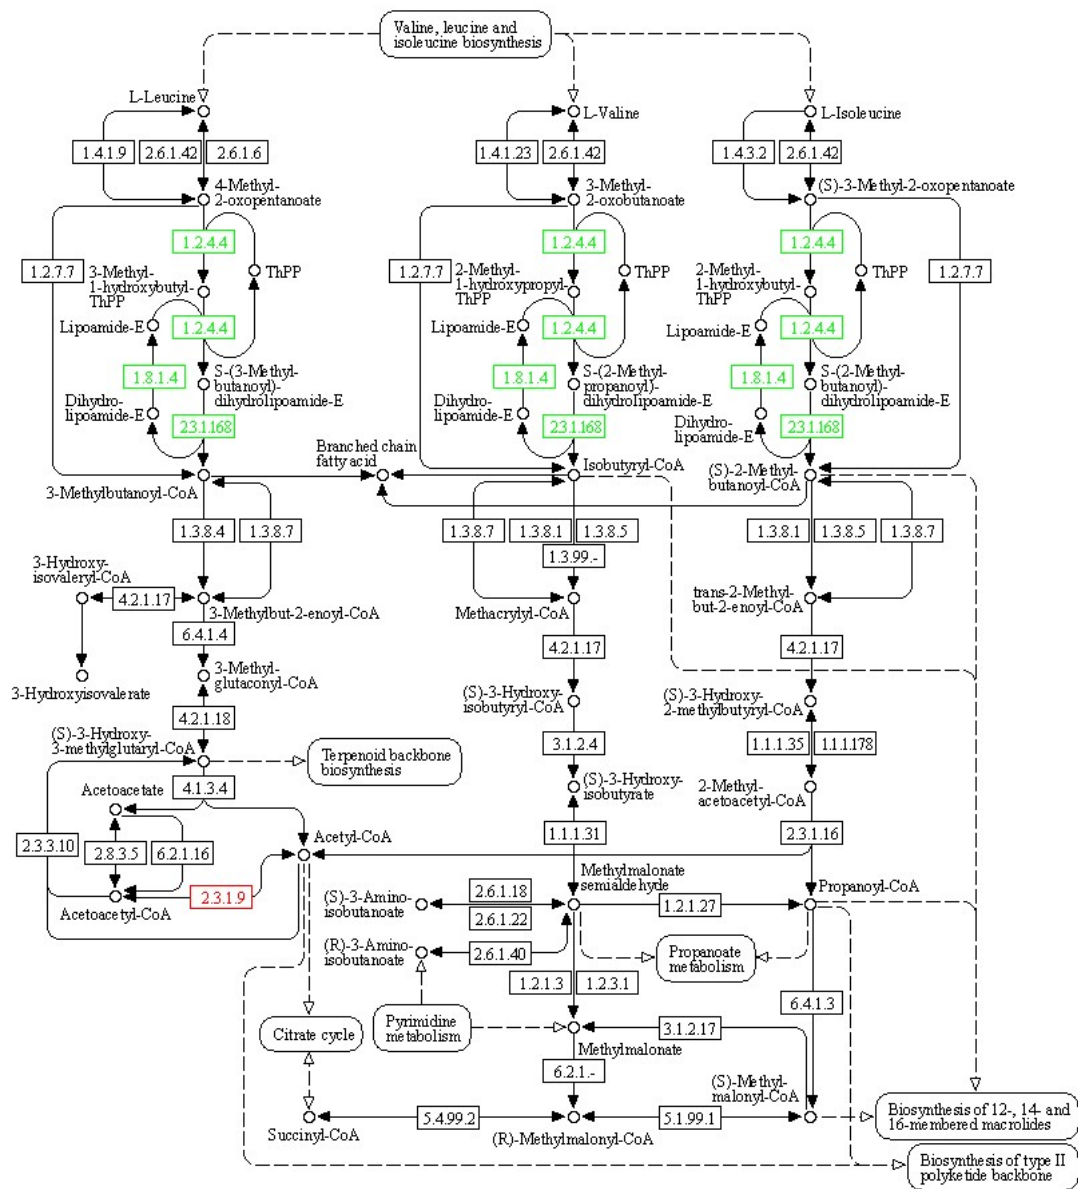 Valine, leucine and
isoleucine biosynthesis
L-Leucine
L-Valine
L-Isoleucine
1.4.1.9
2.6.1.42
2.6.1.6
1.4.1.23
2.6.1.42
1.4.3.2
2.6.1.42
4-Methyl-
2-oxopentanoate
3-Methyl-
2-oxobutanoate
(S)-3-Methyl-2-oxopentanoate
1.2.4.4
1.2.4.4
1.2.4.4
1.2.7.7
3-Methyl-
1-hydroxybutyl-
ThPP
ThPP
1.2.7.7
2-Methyl-
1-hydroxypropyl-
ThPP
ThPP
2-Methyl-
1-hydroxybutyl-
ThPP
ThPP
1.2.7.7
Lipoamide-E
1.2.4.4
Lipoamide-E
1.2.4.4
Lipoamide-E
1.2.4.4
1.8.1.4
S-(3-Methyl-
butanoyl)-
dihydrolipoamide-E
1.8.1.4
S-(2-Methyl-
propanoyl)-
dihydrolipoamide-E
1.8.1.4
S-(2-Methyl-
butanoyl)-
dihydrolipoamide-E
Dihydro-
lipoamide-E
2.3.1.168
Dihydro-
lipoamide-E
2.3.1.168
Dihydro-
lipoamide-E
2.3.1.168
Branched chain
fatty acid
3-Methylbutanoyl-CoA
Isobutyryl-CoA
(S)-2-Methyl-
butanoyl-CoA
1.3.8.4
1.3.8.7
1.3.8.7
1.3.8.1
1.3.8.5
1.3.99.-
1.3.8.1
1.3.8.5
1.3.8.7
3-Hydroxy-
isovaleryl-CoA
4.2.1.17
3-Methylbut-2-enoyl-CoA
Methacrylyl-CoA
trans-2-Methyl-
but-2-enoyl-CoA
6.4.1.4
4.2.1.17
4.2.1.17
3-Hydroxyisovalerate
3-Methyl-
glutaconyl-CoA
(S)-3-Hydroxy-
isobutyryl-CoA
(S)-3-Hydroxy-
2-methylbutyryl-CoA
4.2.1.18
(S)-3-Hydroxy-
3-methylglutaryl-CoA
Terpenoid backbone
biosynthesis
3.1.2.4
1.1.1.35
1.1.1.178
4.1.3.4
(S)-3-Hydroxy-
isobutyrate
2-Methyl-
acetoacetyl-CoA
Acetoacetate
2.3.3.10
2.8.3.5
6.2.1.16
Acetyl-CoA
1.1.1.31
2.3.1.16
Acetoacetyl-CoA
2.3.1.9
(S)-3-Amino-
isobutanoate
2.6.1.18
2.6.1.22
Methylmalonate
semialdehyde
1.2.1.27
Propanoyl-CoA
(R)-3-Amino-
isobutanoate
2.6.1.40
Propanoate
metabolism
1.2.1.3
1.2.3.1
6.4.1.3
Citrate cycle
Pyrimidine
metabolism
3.1.2.17
Methylmalonate
6.2.1.-
(S)-Methyl-
malonyl-CoA
Succinyl-CoA
5.4.99.2
(R)-Methylmalonyl-CoA
5.1.99.1
Biosynthesis of 12-, 14- and
16-membered macrolides
Biosynthesis of type II
polyketide backbone